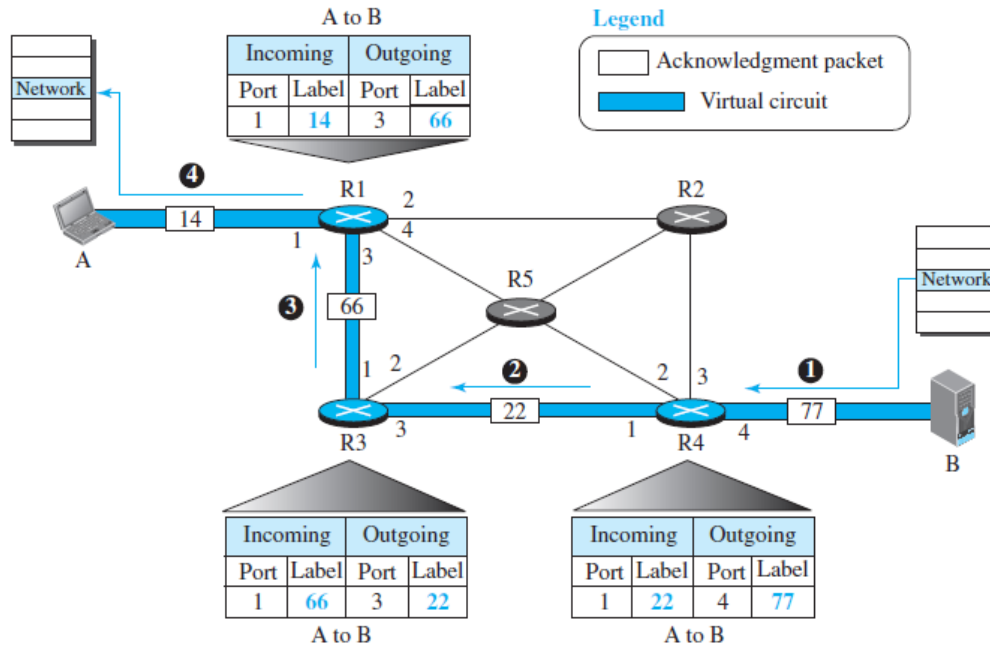 A to B
Incoming Outgoing
Port Label Port Label
1 14 3 66
Legend
Acknowledgment packet
Virtual circuit
Network
4
R1
2
R2
14
4
A
1
3
Network
R5
3
66
1
2
2
1
2
3
22
77
3
1
4
R3
R4
B
Incoming Outgoing
Port Label Port Label
1 66 3 22
A to B
Incoming Outgoing
Port Label Port Label
1 22 4 77
A to B